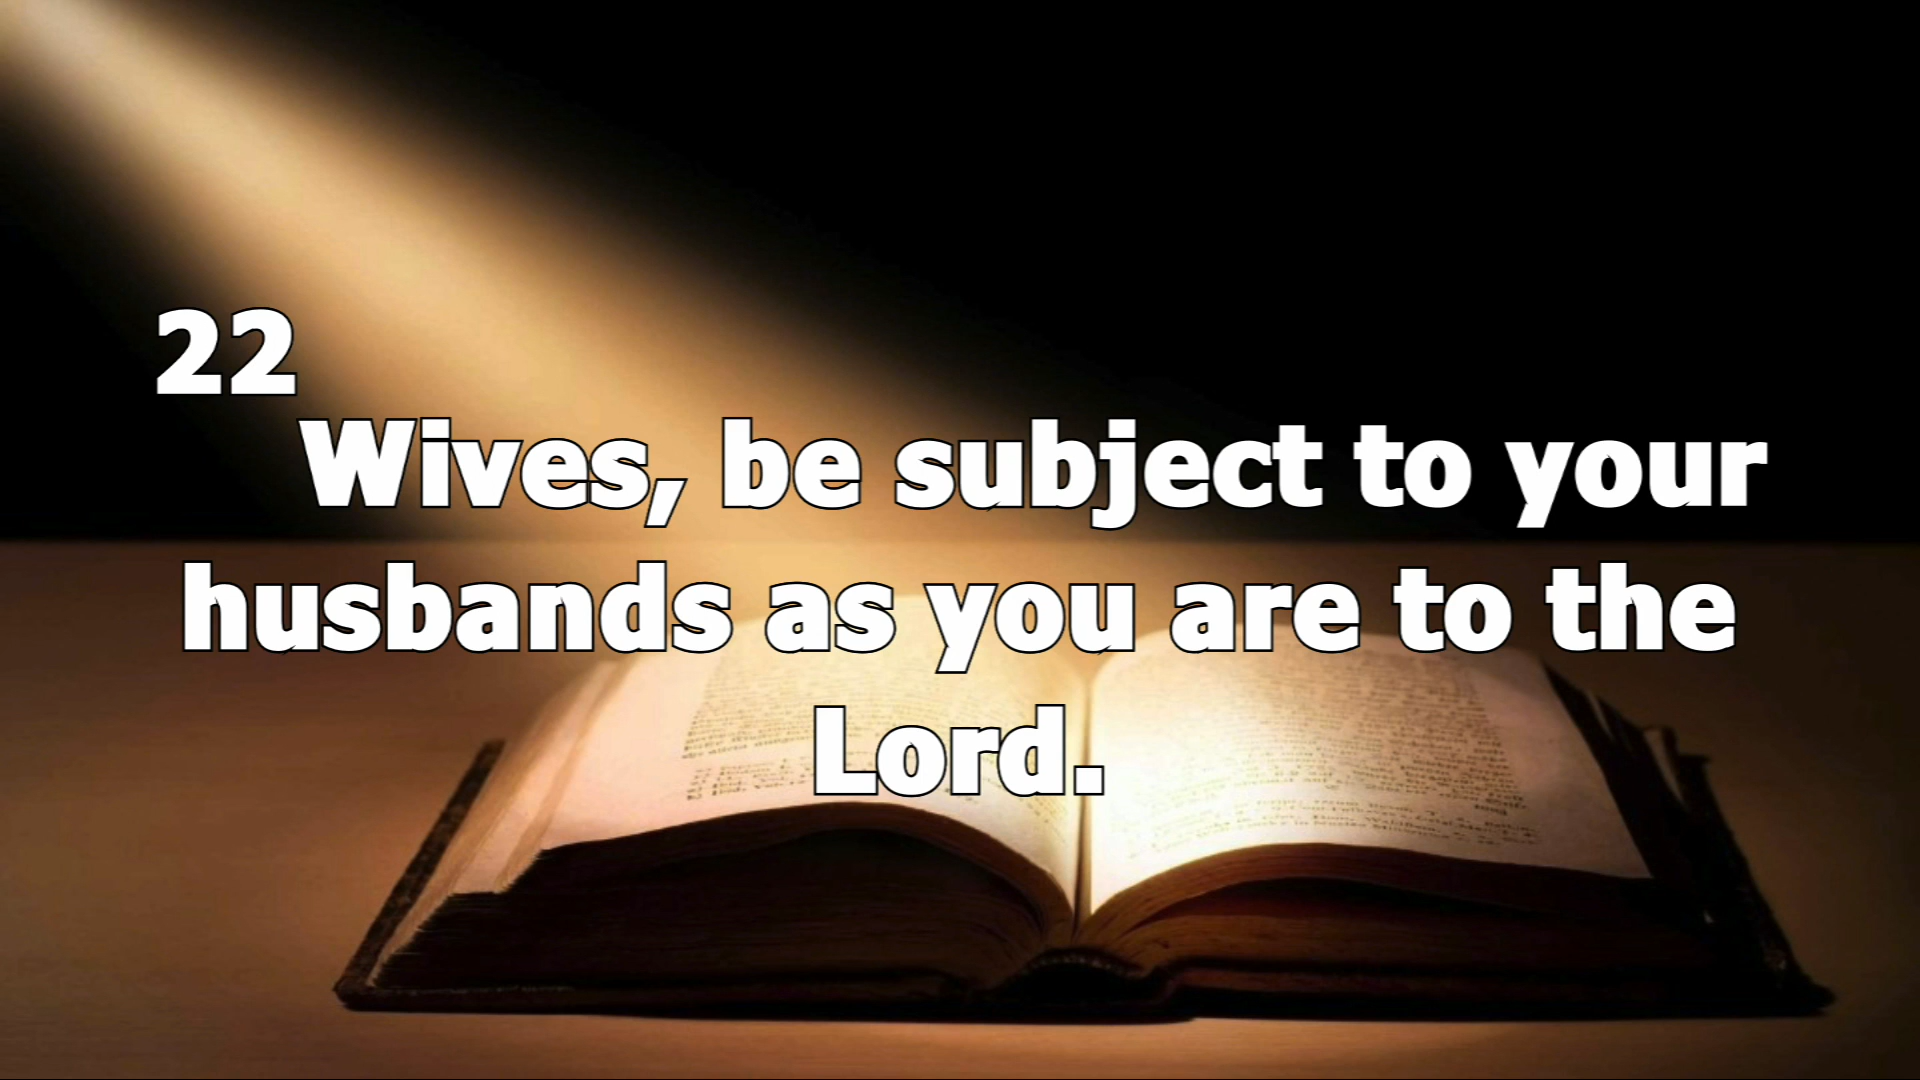 22
Wives, be subject to your
husbands as you are to the
Lord.